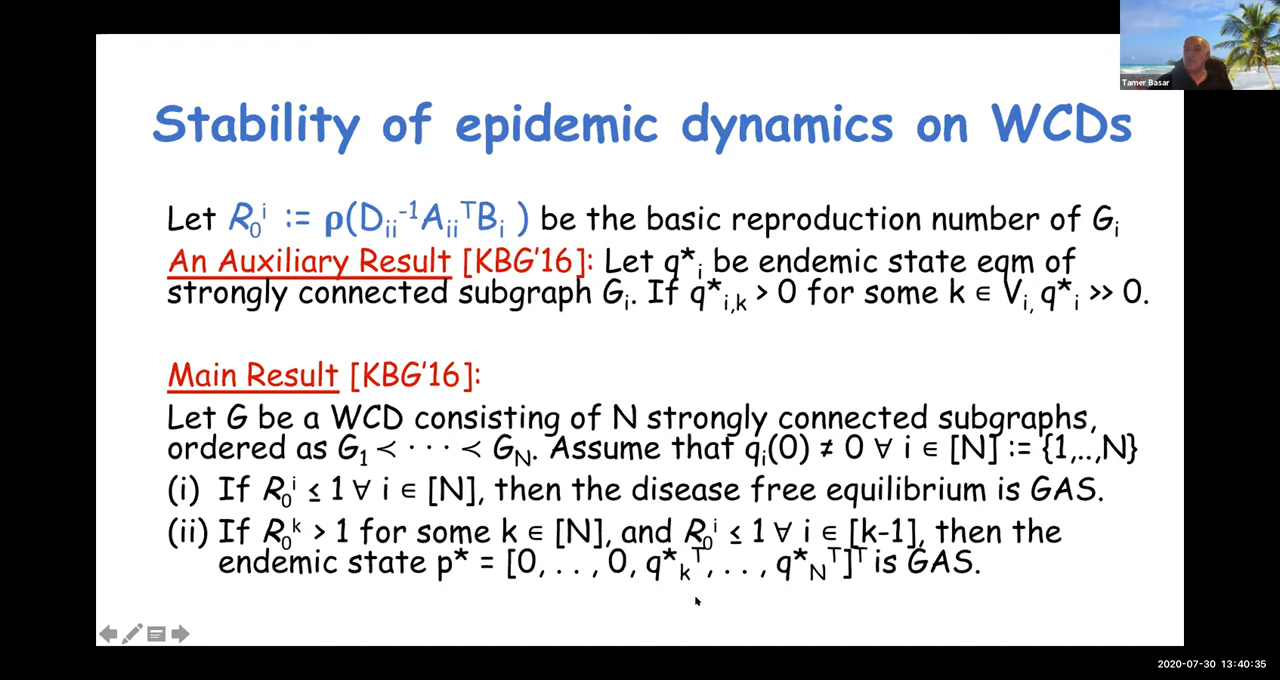 Tamer Basar
Stability of epidemic dynamics on WCDs
Let R₀ⁱ := ρ(Dᵢᵢ⁻¹AᵢᵢᵀBᵢ ) be the basic reproduction number of Gᵢ
An Auxiliary Result [KBG'16]: Let q*ᵢ be endemic state eqm of
strongly connected subgraph Gᵢ. If q*ᵢ,ₖ > 0 for some k ∈ Vᵢ, q*ᵢ >> 0.
Main Result [KBG'16]:
Let G be a WCD consisting of N strongly connected subgraphs,
ordered as G₁ ≺ · · · ≺ G_N. Assume that qᵢ(0) ≠ 0 ∀ i ∈ [N] := {1,..,N}
(i) If R₀ⁱ ≤ 1 ∀ i ∈ [N], then the disease free equilibrium is GAS.
(ii) If R₀ᵏ > 1 for some k ∈ [N], and R₀ⁱ ≤ 1 ∀ i ∈ [k-1], then the
endemic state p* = [0, . . , 0, q*ₖᵀ, . . , q*_Nᵀ]ᵀ is GAS.
2020-07-30 13:40:35